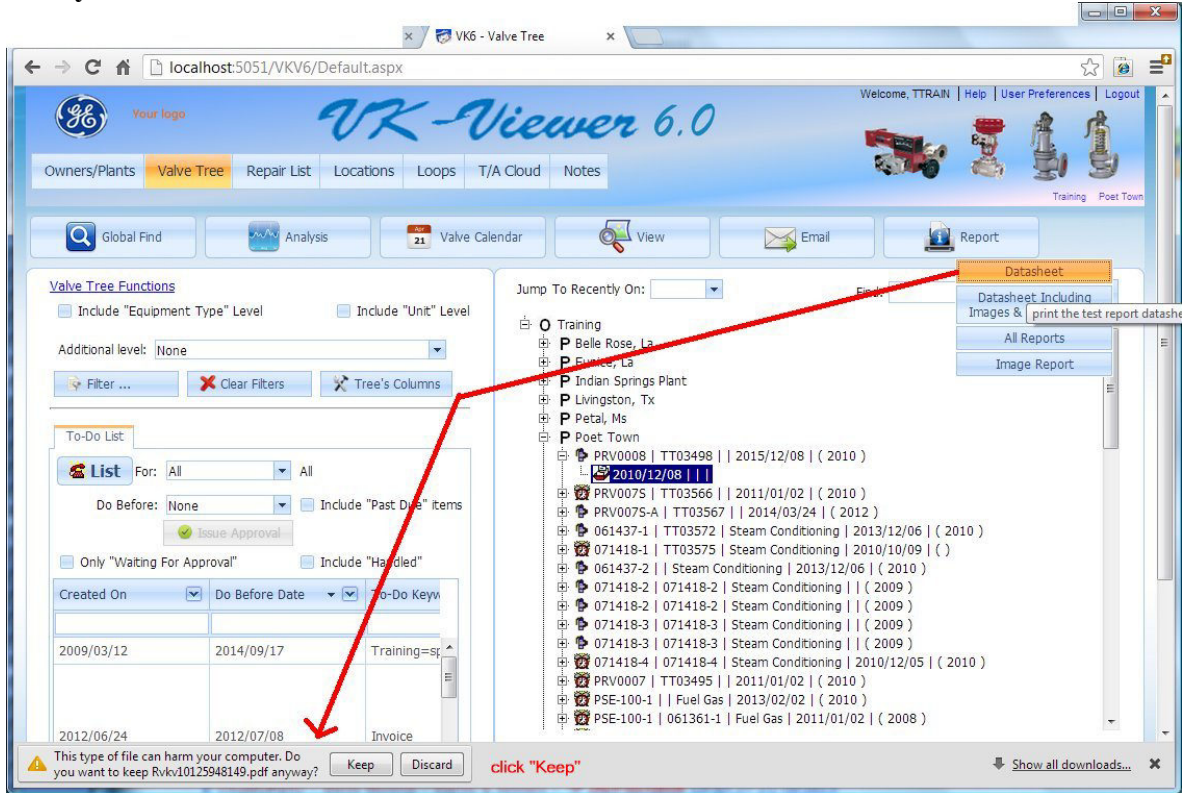 VK6 - Valve Tree
localhost:5051/VKV6/Default.aspx
Welcome, TTRAIN | Help | User Preferences | Logout
GE
Your logo
VK-Viewer 6.0
Owners/Plants Valve Tree Repair List Locations Loops T/A Cloud Notes
Training Poet Town
Global Find Analysis Apr 21 Valve Calendar View Email Report
Datasheet
Datasheet Including
Images &
print the test report datashe
All Reports
Image Report
Valve Tree Functions
Include "Equipment Type" Level Include "Unit" Level
Additional level: None
Filter ... Clear Filters Tree's Columns
To-Do List
List For: All All
Do Before: None Include "Past Due" items
Issue Approval
Only "Waiting For Approval" Include "Handled"
Created On Do Before Date To-Do Keyw
2009/03/12 2014/09/17 Training=sp
2012/06/24 2012/07/08 Invoice
Jump To Recently On: Find:
O Training
P Belle Rose, La
P Eunice, La
P Indian Springs Plant
P Livingston, Tx
P Petal, Ms
P Poet Town
PRV0008 | TT03498 | | 2015/12/08 | ( 2010 )
2010/12/08 | | |
PRV007S | TT03566 | | 2011/01/02 | ( 2010 )
PRV007S-A | TT03567 | | 2014/03/24 | ( 2012 )
061437-1 | TT03572 | Steam Conditioning | 2013/12/06 | ( 2010 )
071418-1 | TT03575 | Steam Conditioning | 2010/10/09 | ( )
061437-2 | | Steam Conditioning | 2013/12/06 | ( 2010 )
071418-2 | 071418-2 | Steam Conditioning | | ( 2009 )
071418-2 | 071418-2 | Steam Conditioning | | ( 2009 )
071418-3 | 071418-3 | Steam Conditioning | | ( 2009 )
071418-3 | 071418-3 | Steam Conditioning | | ( 2009 )
071418-4 | 071418-4 | Steam Conditioning | 2010/12/05 | ( 2010 )
PRV0007 | TT03495 | | 2011/01/02 | ( 2010 )
PSE-100-1 | | Fuel Gas | 2013/02/02 | ( 2010 )
PSE-100-1 | 061361-1 | Fuel Gas | 2011/01/02 | ( 2008 )
This type of file can harm your computer. Do
you want to keep Rvkv10125948149.pdf anyway?
Keep Discard
click "Keep"
Show all downloads...